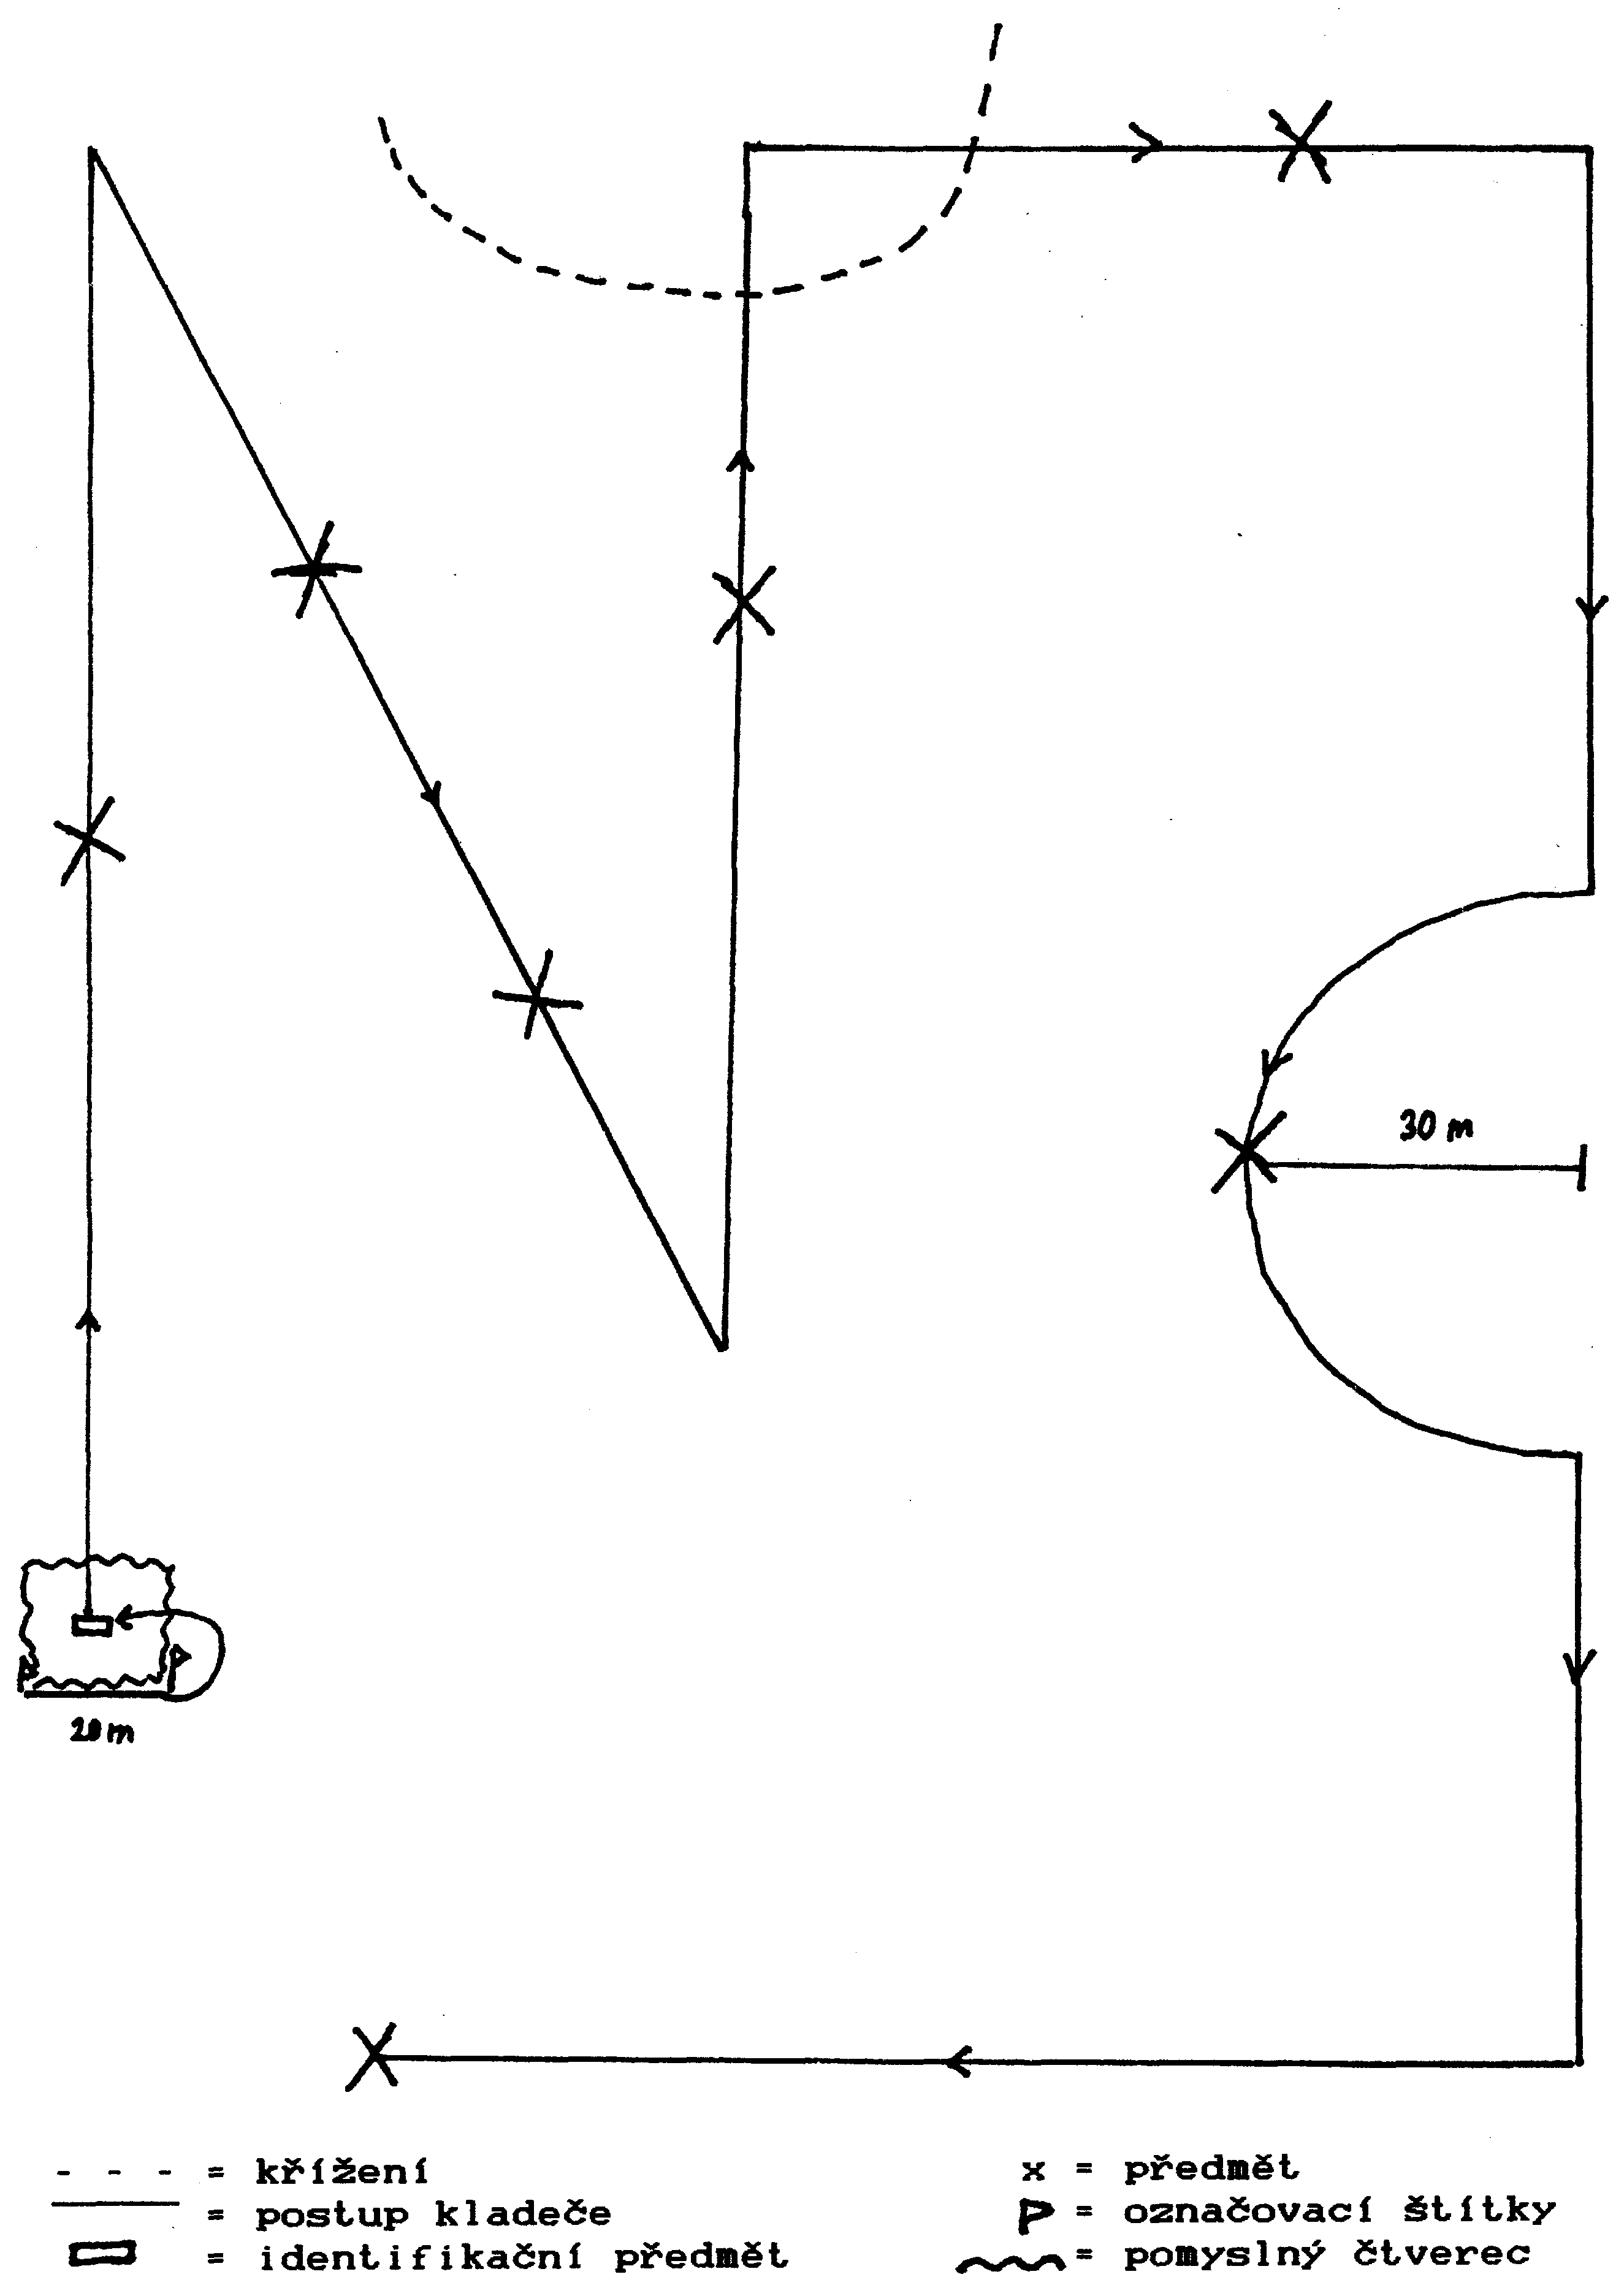 30 m
20 m
- - - = křížení
= postup kladeče
= identifikační předmět
x = předmět
= označovací štítky
= pomyslný čtverec